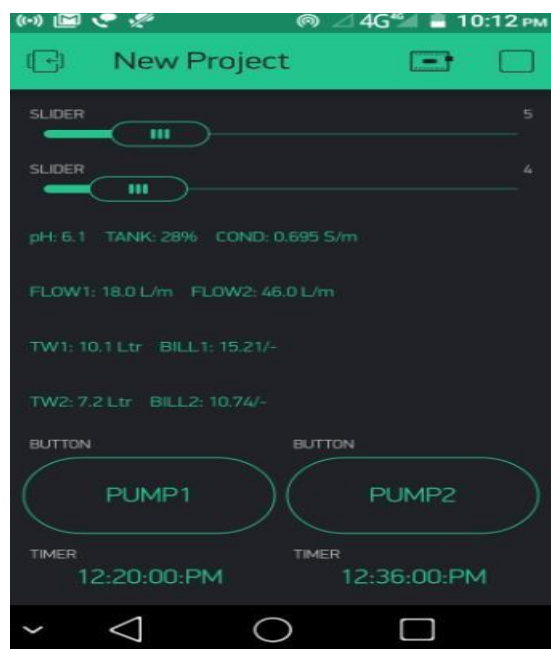 4G 4G 10:12 PM
New Project
SLIDER 5
SLIDER 4
pH: 6.1 TANK: 28% COND: 0.695 S/m
FLOW1: 18.0 L/m FLOW2: 46.0 L/m
TW1: 10.1 Ltr BILL1: 15.21/-
TW2: 7.2 Ltr BILL2: 10.74/-
BUTTON BUTTON
PUMP1 PUMP2
TIMER TIMER
12:20:00:PM 12:36:00:PM